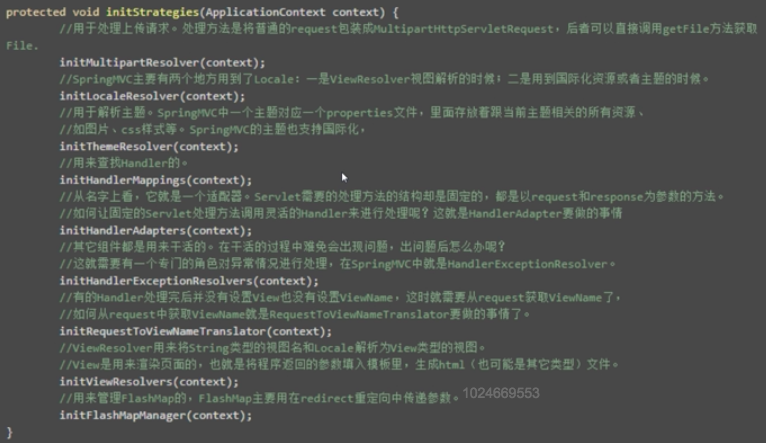 protected void initStrategies(ApplicationContext context) {
//用于处理上传请求。处理方法是将普通的request包装成MultipartHttpServletRequest，后者可以直接调用getFile方法获取
File.
initMultipartResolver(context);
//SpringMVC主要有两个地方用到了Locale：一是ViewResolver视图解析的时候；二是用到国际化资源或者主题的时候。
initLocaleResolver(context);
//用于解析主题。SpringMVC中一个主题对应一个properties文件，里面存放着跟当前主题相关的所有资源、
//如图片、css样式等。SpringMVC的主题也支持国际化，
initThemeResolver(context);
//用来查找Handler的。
initHandlerMappings(context);
//从名字上看，它就是一个适配器。Servlet需要的处理方法的结构却是固定的，都是以request和response为参数的方法。
//如何让固定的Servlet处理方法调用灵活的Handler来进行处理呢？这就是HandlerAdapter要做的事情
initHandlerAdapters(context);
//其它组件都是用来干活的。在干活的过程中难免会出现问题，出问题后怎么办呢？
//这就需要有一个专门的角色对异常情况进行处理，在SpringMVC中就是HandlerExceptionResolver。
initHandlerExceptionResolvers(context);
//有的Handler处理完后并没有设置View也没有设置ViewName，这时就需要从request获取ViewName了，
//如何从request中获取ViewName就是RequestToViewNameTranslator要做的事情了。
initRequestToViewNameTranslator(context);
//ViewResolver用来将String类型的视图名和Locale解析为View类型的视图。
//View是用来渲染页面的，也就是将程序返回的参数填入模板里，生成html（也可能是其它类型）文件。
initViewResolvers(context);
//用来管理FlashMap的，FlashMap主要用在redirect重定向中传递参数。
1024669553
initFlashMapManager(context);
}